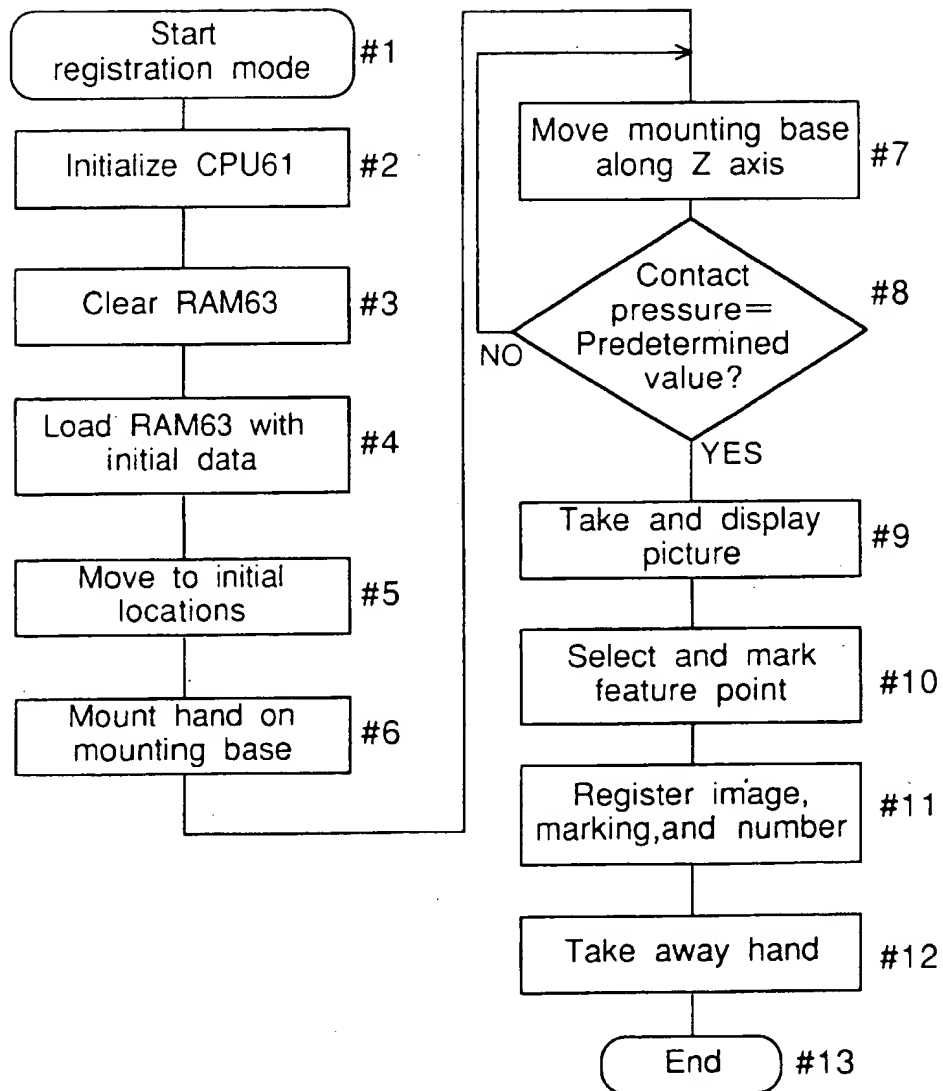 Start
registration mode
#1
Initialize CPU61
#2
Clear RAM63
#3
Load RAM63 with
initial data
#4
Move to initial
locations
#5
Mount hand on
mounting base
#6
Move mounting base
along Z axis
#7
Contact
pressure=
Predetermined
value?
#8
NO
YES
Take and display
picture
#9
Select and mark
feature point
#10
Register image,
marking,and number
#11
Take away hand
#12
End
#13